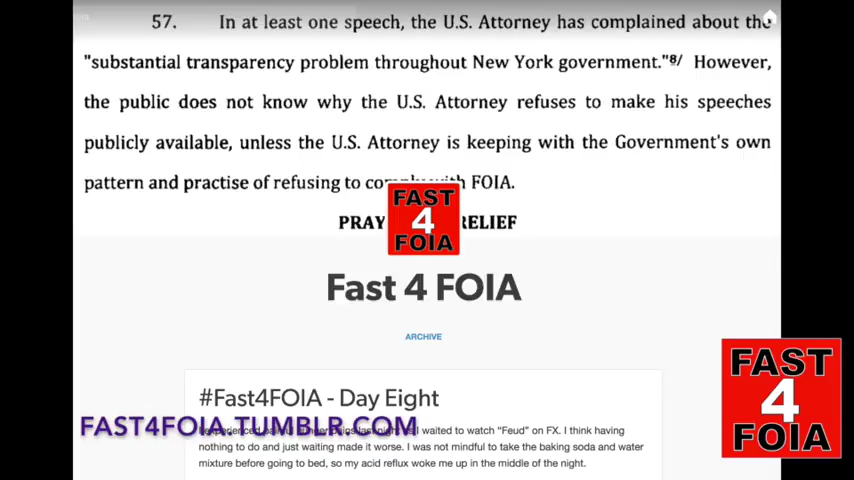 57. In at least one speech, the U.S. Attorney has complained about the
"substantial transparency problem throughout New York government."8/ However,
the public does not know why the U.S. Attorney refuses to make his speeches
publicly available, unless the U.S. Attorney is keeping with the Government's own
pattern and practise of refusing to with FOIA.
PRAY RELIEF
FAST
4
FOIA
Fast 4 FOIA
ARCHIVE
#Fast4FOIA - Day Eight
FAST4FOIA.TUMBLR.COM
I experienced hunger last night I waited to watch “Feud” on FX. I think having
nothing to do and just waiting made it worse. I was not mindful to take the baking soda and water
mixture before going to bed, so my acid reflux woke me up in the middle of the night.
FAST
4
FOIA